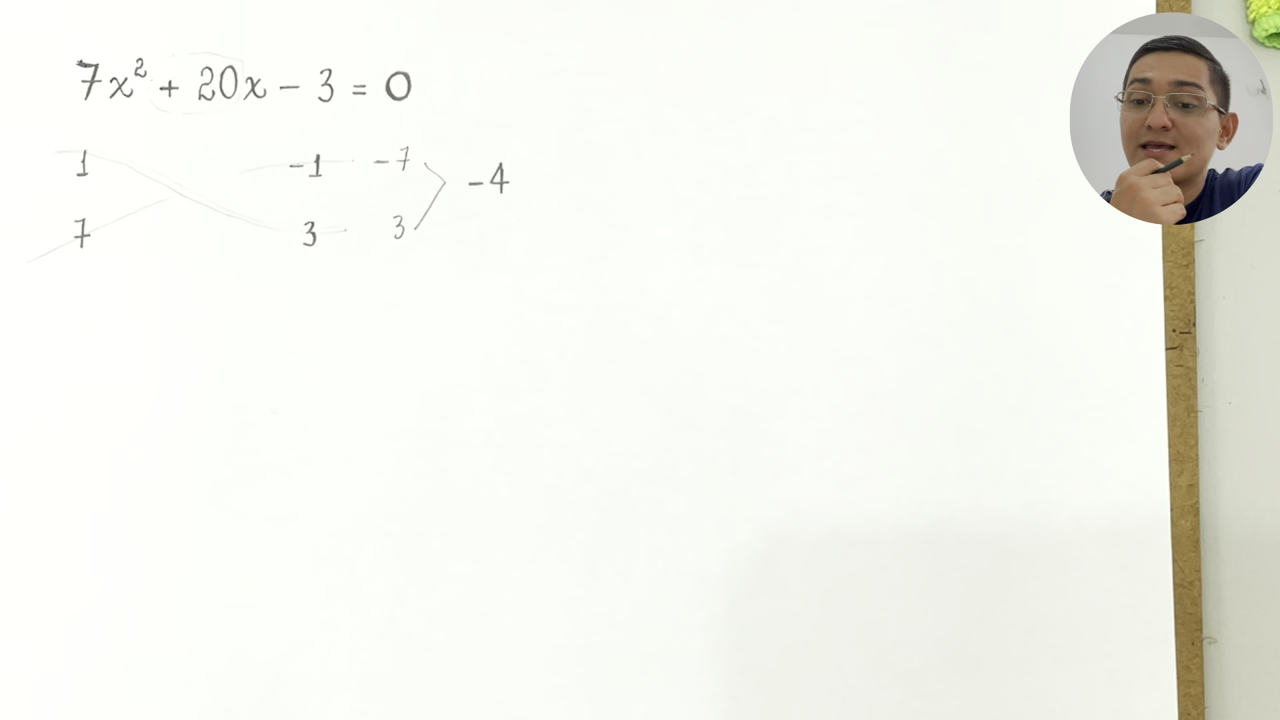 7x² + 20x - 3 = 0
1 -1 -7
-4
7 3 3